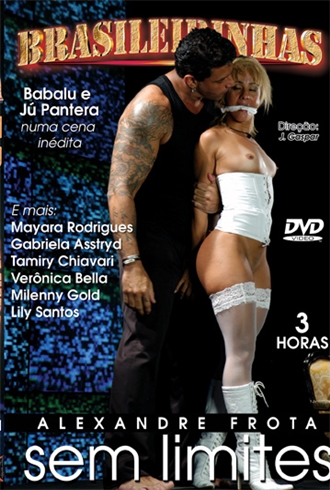 BRASILEIRINHAS
Babalu e
Jú Pantera
numa cena
inédita
Direção:
J. Gaspar
E mais:
Mayara Rodrigues
Gabriela Asstryd
Tamiry Chiavari
Verônica Bella
Milenny Gold
Lily Santos
DVD
VIDEO
3
HORAS
ALEXANDRE FROTA
sem limites